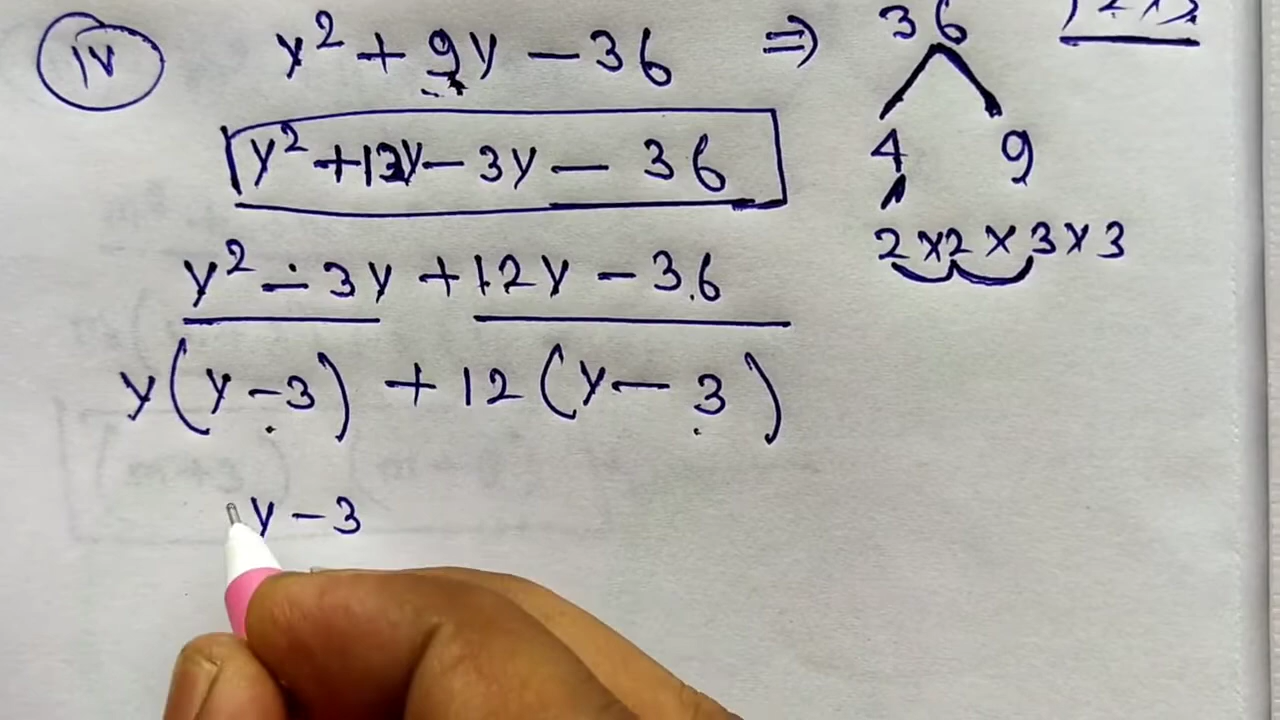 iv y² + 9y - 36 ⇒ 36
y² + 12y - 3y - 36 4 9
y² - 3y + 12y - 36 2 × 2 × 3 × 3
y(y - 3) + 12(y - 3)
y - 3